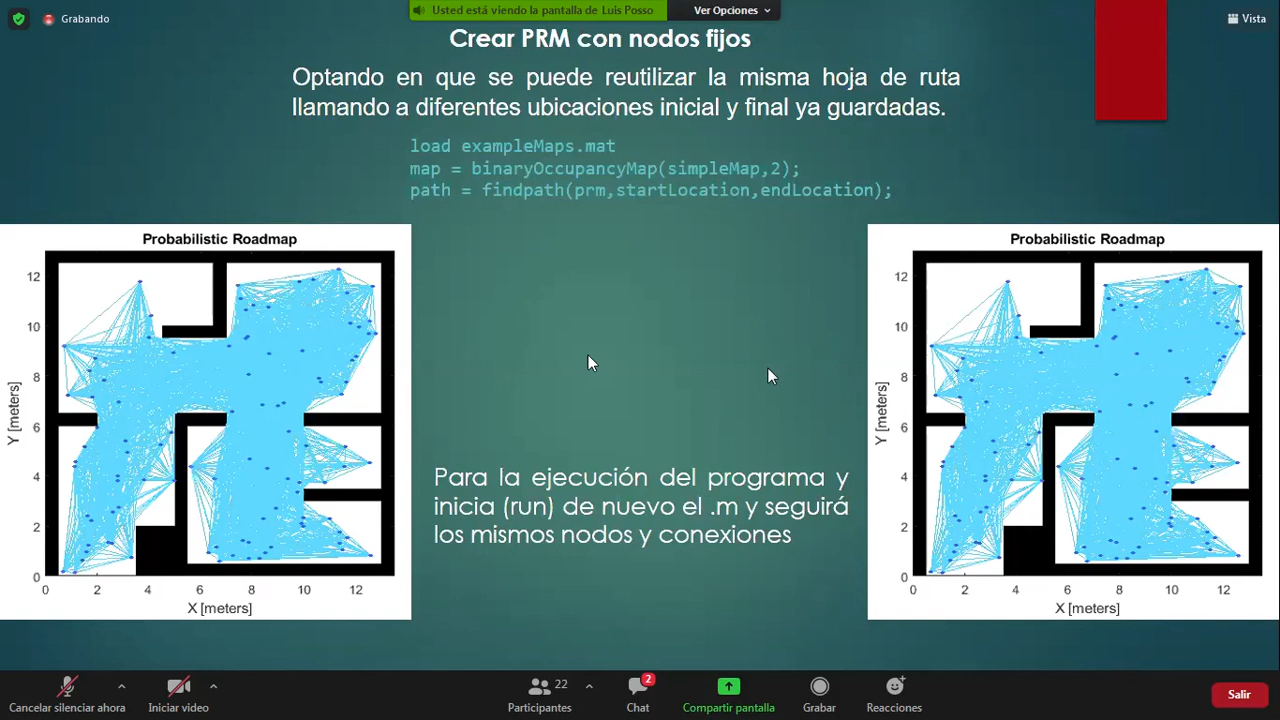 Grabando
Usted está viendo la pantalla de Luis Posso
Ver Opciones
Vista
Crear PRM con nodos fijos
Optando en que se puede reutilizar la misma hoja de ruta
llamando a diferentes ubicaciones inicial y final ya guardadas.
load exampleMaps.mat
map = binaryOccupancyMap(simpleMap,2);
path = findpath(prm,startLocation,endLocation);
Probabilistic Roadmap
12
10
8
6
4
2
0
Y [meters]
0 2 4 6 8 10 12
X [meters]
Para la ejecución del programa y
inicia (run) de nuevo el .m y seguirá
los mismos nodos y conexiones
Probabilistic Roadmap
12
10
8
6
4
2
0
Y [meters]
0 2 4 6 8 10 12
X [meters]
Cancelar silenciar ahora
Iniciar video
22
Participantes
2
Chat
Compartir pantalla
Grabar
Reacciones
Salir